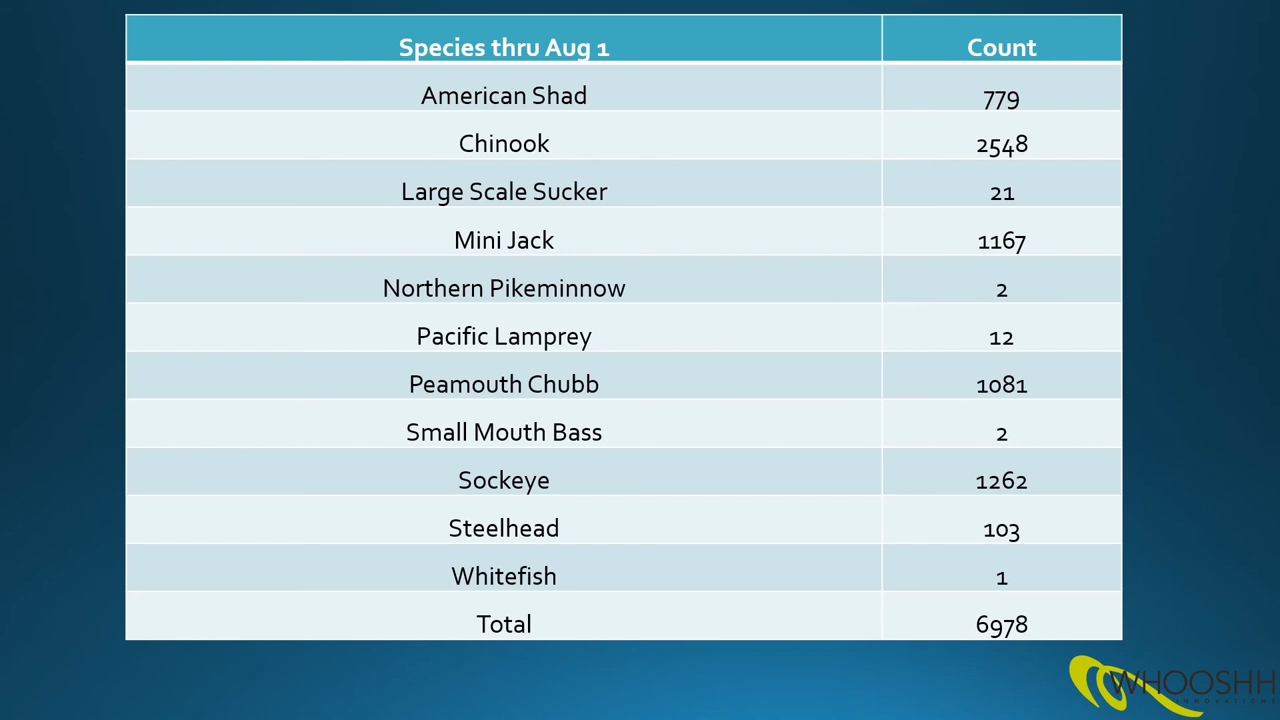 Species thru Aug 1 Count
American Shad 779
Chinook 2548
Large Scale Sucker 21
Mini Jack 1167
Northern Pikeminnow 2
Pacific Lamprey 12
Peamouth Chubb 1081
Small Mouth Bass 2
Sockeye 1262
Steelhead 103
Whitefish 1
Total 6978
WHOOSHH
INNOVATIONS